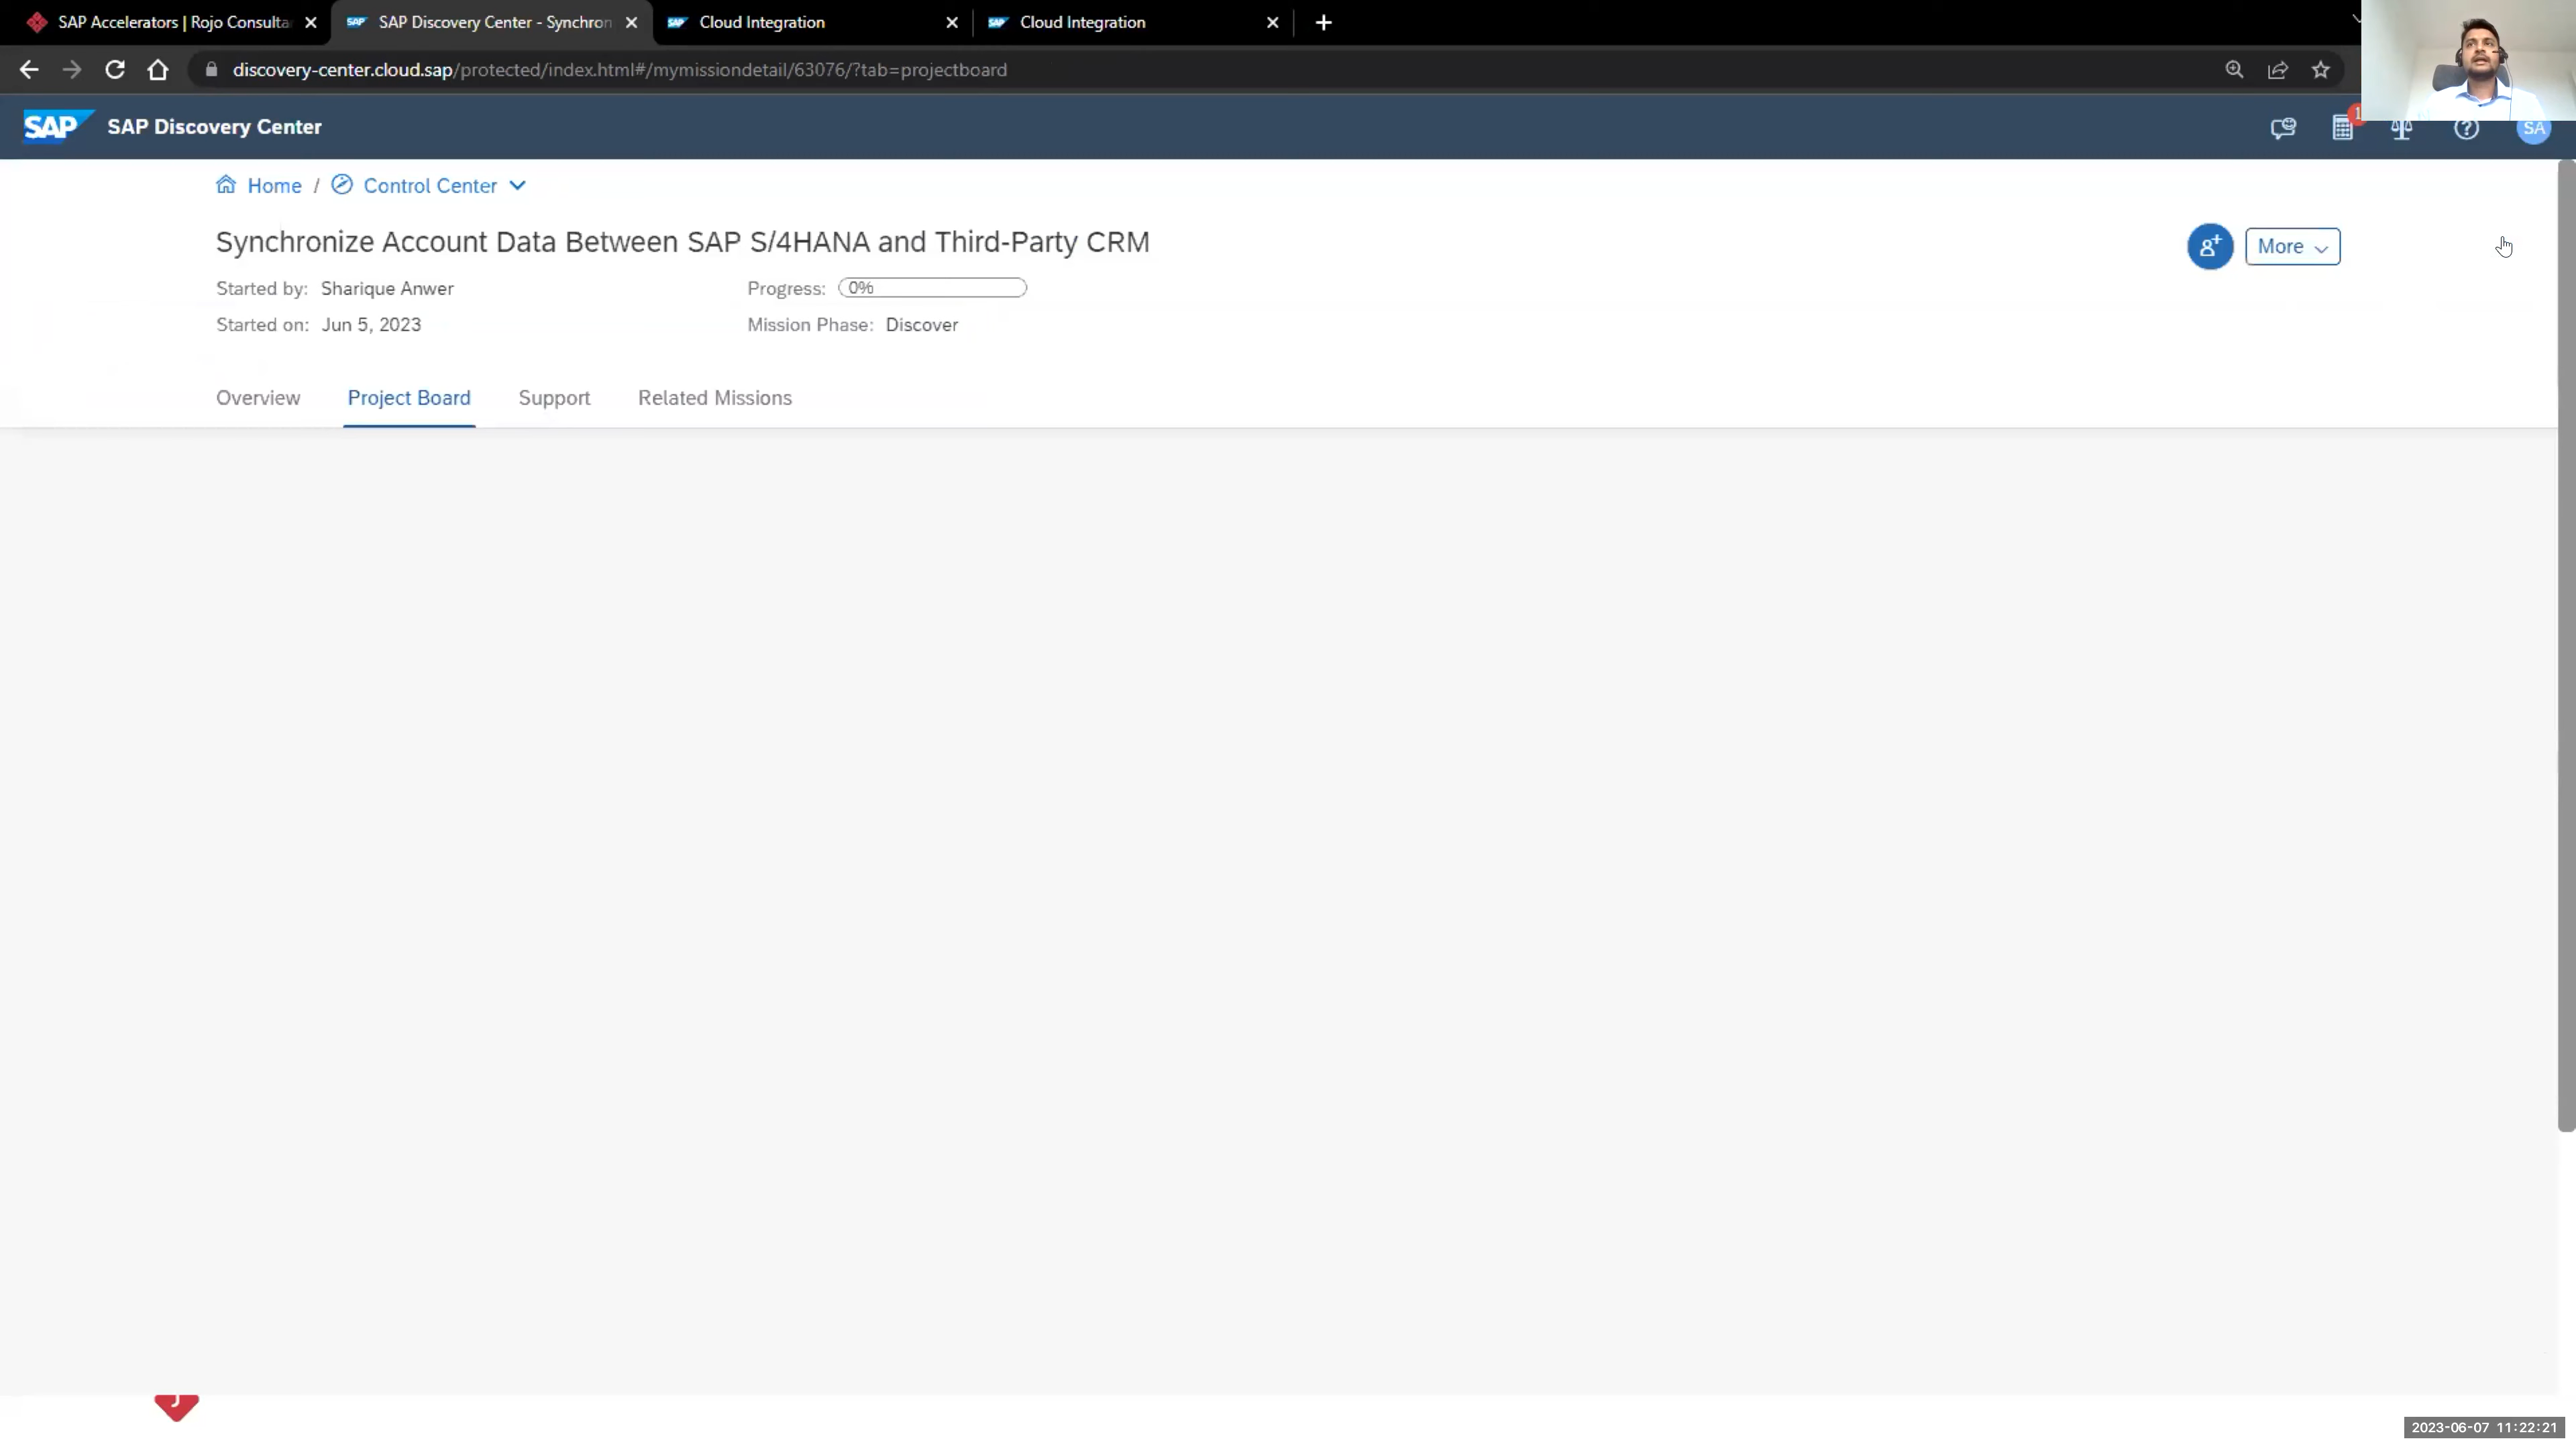 SAP Accelerators | Rojo Consulta
SAP Discovery Center - Synchron
Cloud Integration
Cloud Integration
discovery-center.cloud.sap/protected/index.html#/mymissiondetail/63076/?tab=projectboard
SAP SAP Discovery Center
1
SA
Home / Control Center
Synchronize Account Data Between SAP S/4HANA and Third-Party CRM
More
Started by: Sharique Anwer
Progress: 0%
Started on: Jun 5, 2023
Mission Phase: Discover
Overview Project Board Support Related Missions
2023-06-07 11:22:21